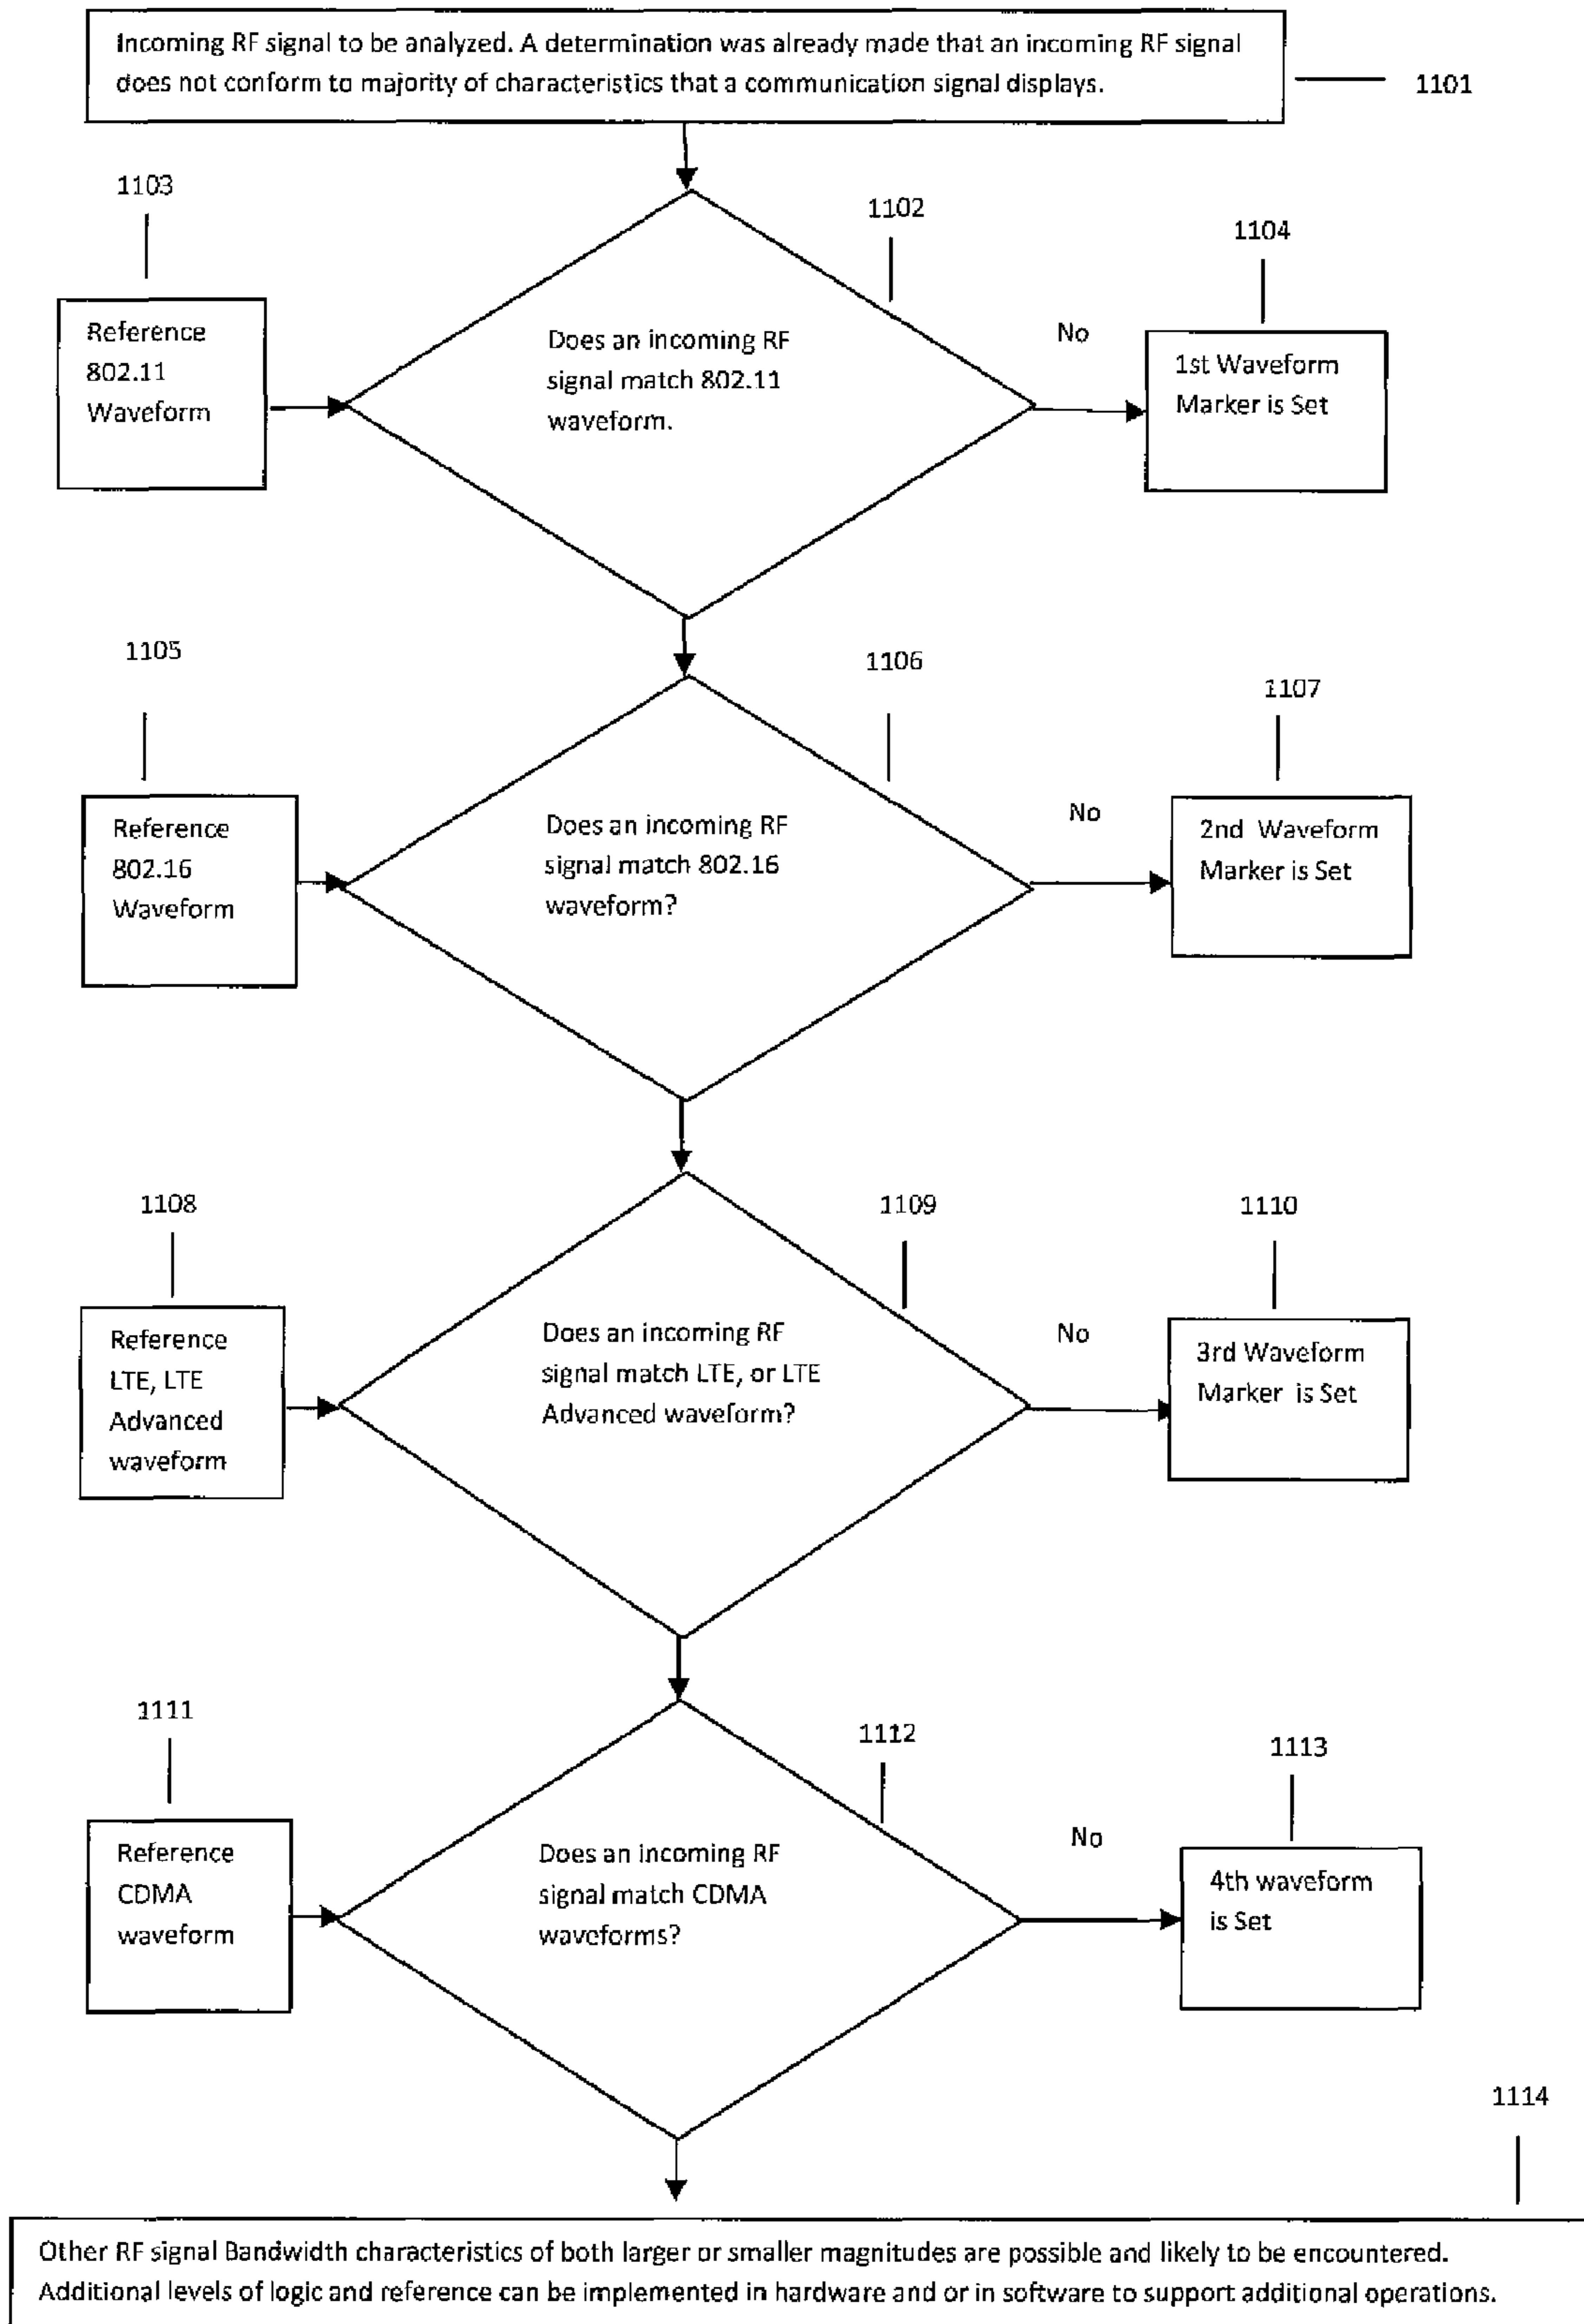 Incoming RF signal to be analyzed. A determination was already made that an incoming RF signal
does not conform to majority of characteristics that a communication signal displays.
1101
1103
1102
1104
Reference
802.11
Waveform
Does an incoming RF
signal match 802.11
waveform.
No
1st Waveform
Marker is Set
1105
1106
1107
Reference
802.16
Waveform
Does an incoming RF
signal match 802.16
waveform?
No
2nd Waveform
Marker is Set
1108
1109
1110
Reference
LTE, LTE
Advanced
waveform
Does an incoming RF
signal match LTE, or LTE
Advanced waveform?
No
3rd Waveform
Marker is Set
1111
1112
1113
Reference
CDMA
waveform
Does an incoming RF
signal match CDMA
waveforms?
No
4th waveform
is Set
1114
Other RF signal Bandwidth characteristics of both larger or smaller magnitudes are possible and likely to be encountered.
Additional levels of logic and reference can be implemented in hardware and or in software to support additional operations.